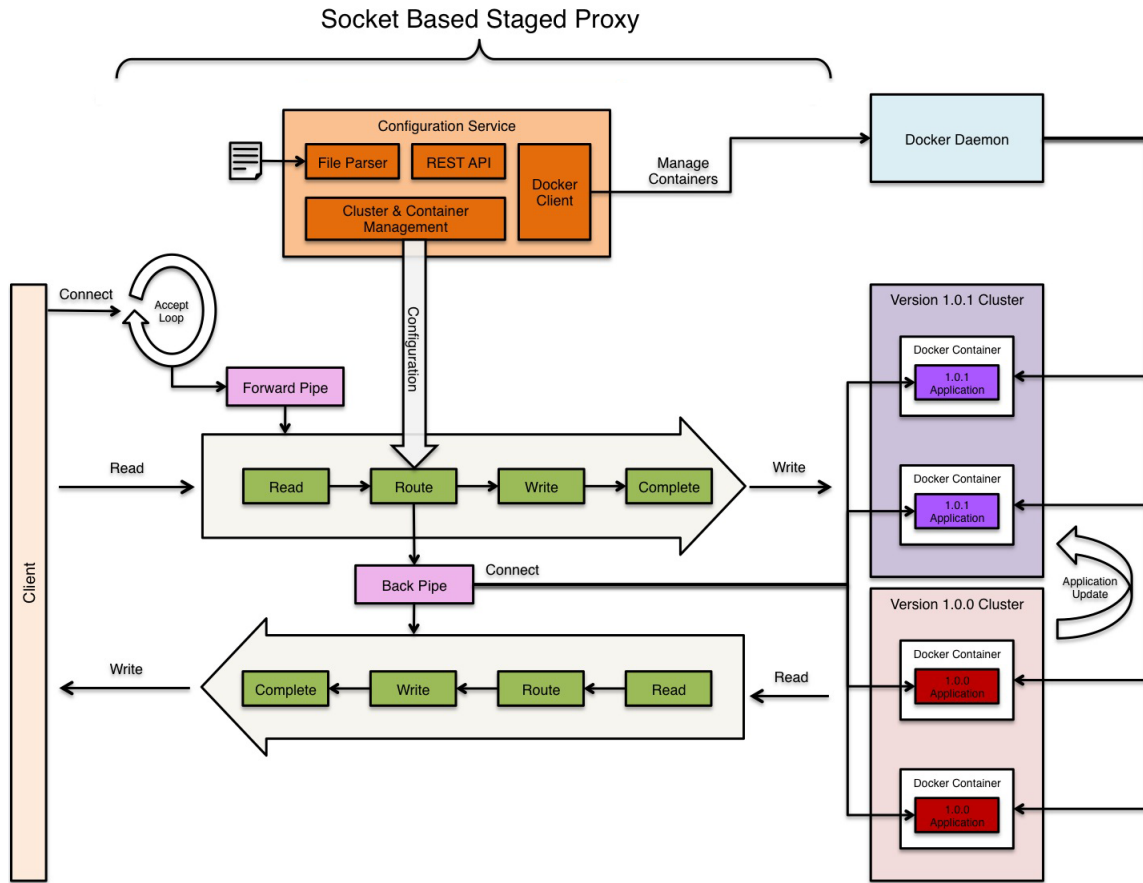 Socket Based Staged Proxy
Configuration Service
File Parser
REST API
Docker
Client
Cluster & Container
Management
Manage
Containers
Docker Daemon
Connect
Accept
Loop
Configuration
Forward Pipe
Read
Read
Route
Write
Complete
Write
Back Pipe
Connect
Client
Write
Complete
Write
Route
Read
Read
Version 1.0.1 Cluster
Docker Container
1.0.1
Application
Docker Container
1.0.1
Application
Application
Update
Version 1.0.0 Cluster
Docker Container
1.0.0
Application
Docker Container
1.0.0
Application